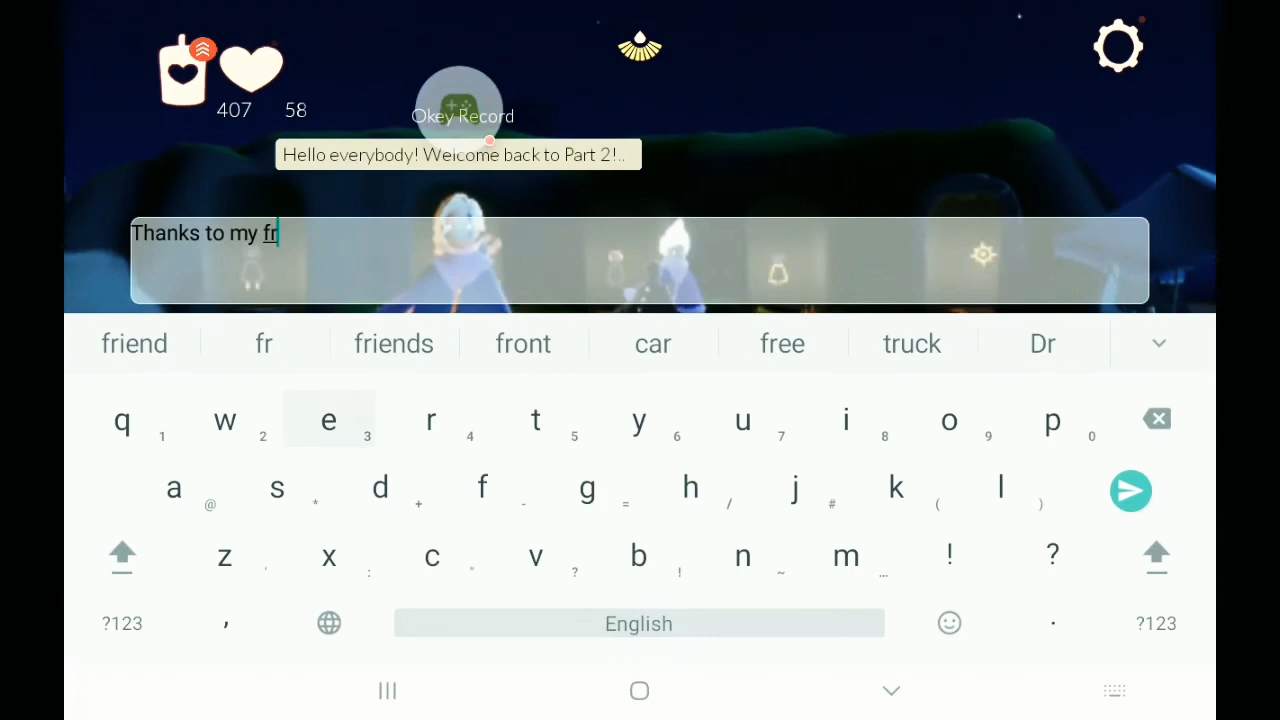 407 58
Okey Record
Hello everybody! Welcome back to Part 2!..
Thanks to my fr
friend fr friends front car free truck Dr
q 1 w 2 e 3 r 4 t 5 y 6 u 7 i 8 o 9 p 0
a @ s * d + f - g = h / j # k ( l )
z ' x : c " v ? b ! n ~ m ... ! ?
?123 , English . ?123